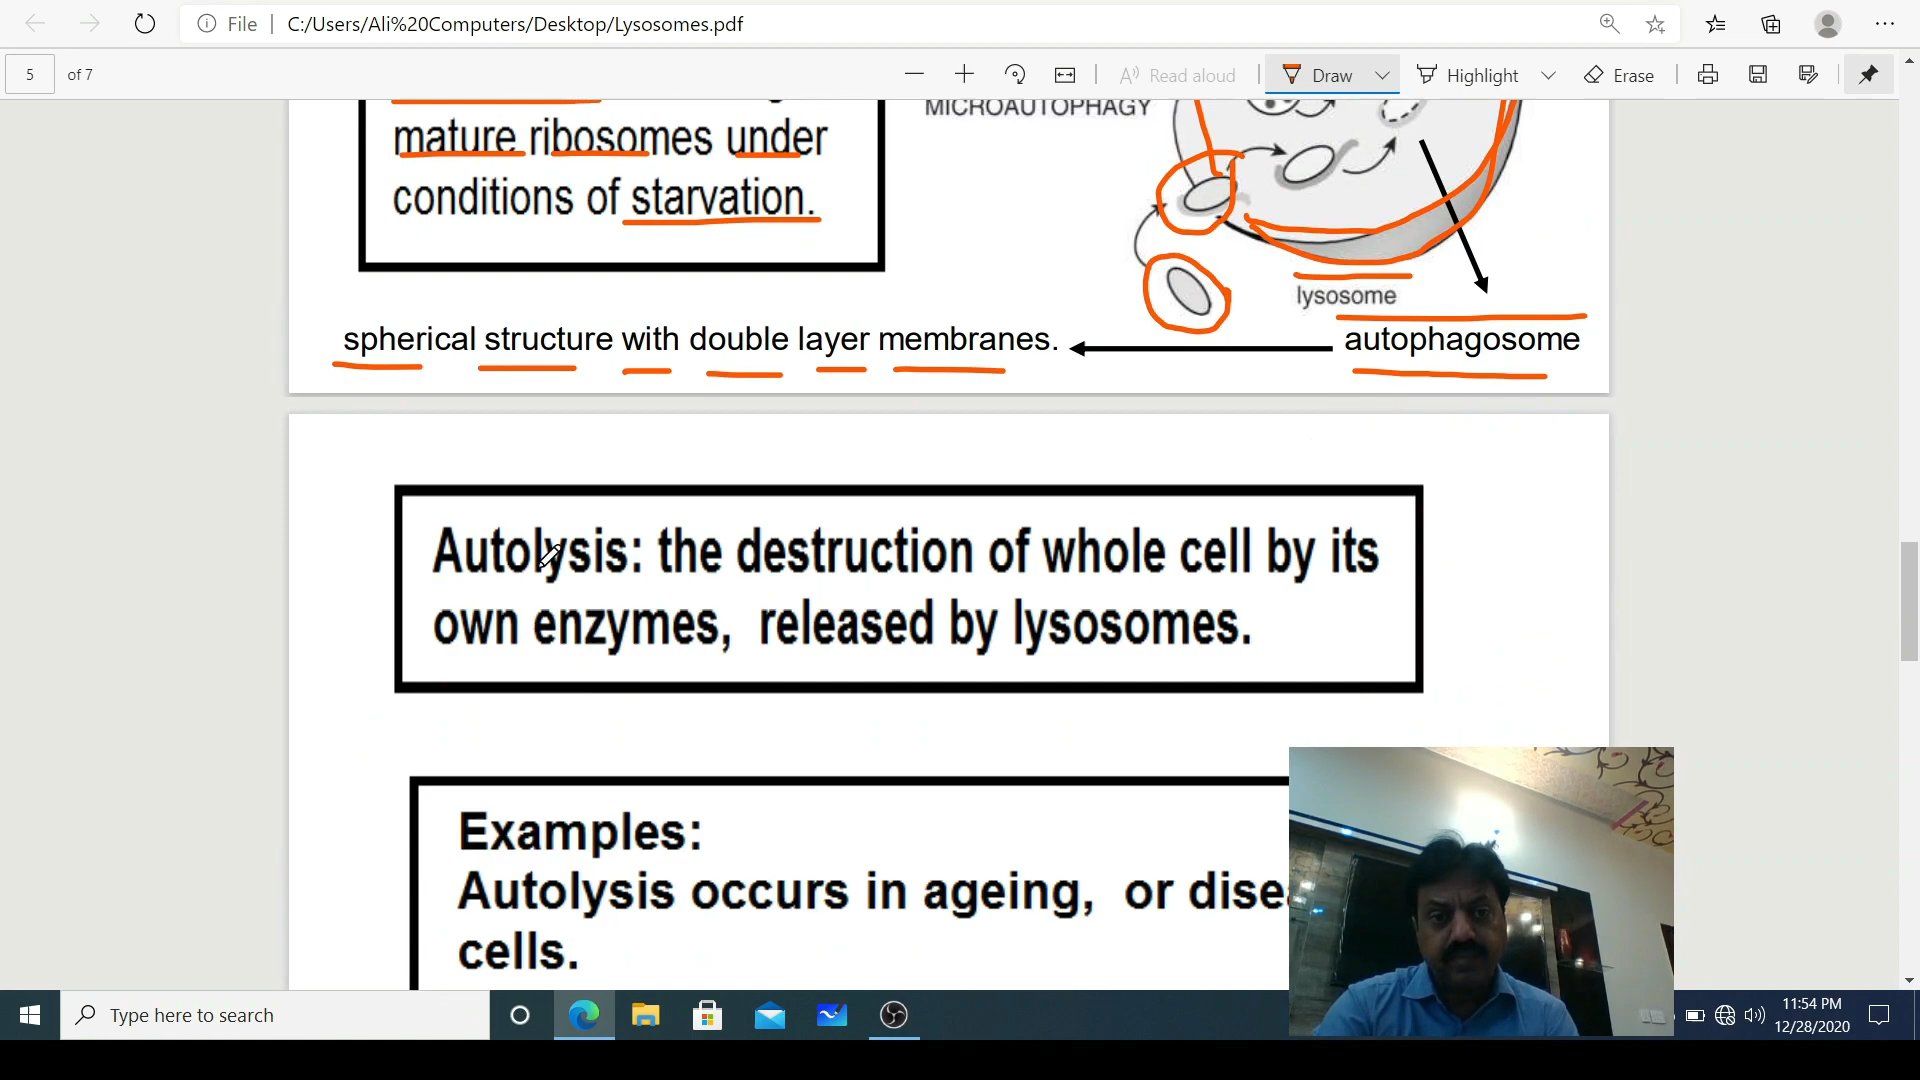 File
C:/Users/Ali%20Computers/Desktop/Lysosomes.pdf
5 of 7
Read aloud
Draw
Highlight
Erase
mature ribosomes under
conditions of starvation.
MICROAUTOPHAGY
lysosome
spherical structure with double layer membranes.
autophagosome
Autolysis: the destruction of whole cell by its
own enzymes, released by lysosomes.
Examples:
Autolysis occurs in ageing, or
cells.
Type here to search
11:54 PM
12/28/2020